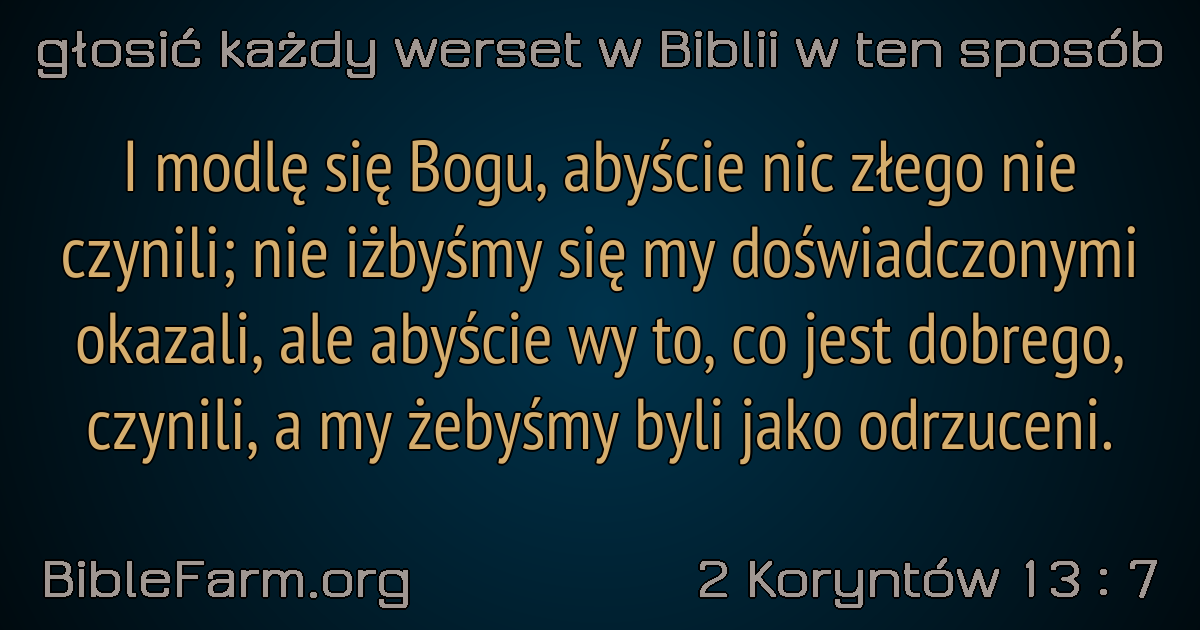 głosić każdy werset w Biblii w ten sposób
I modlę się Bogu, abyście nic złego nie
czynili; nie iżbyśmy się my doświadczonymi
okazali, ale abyście wy to, co jest dobrego,
czynili, a my żebyśmy byli jako odrzuceni.
BibleFarm.org
2 Koryntów 13 : 7